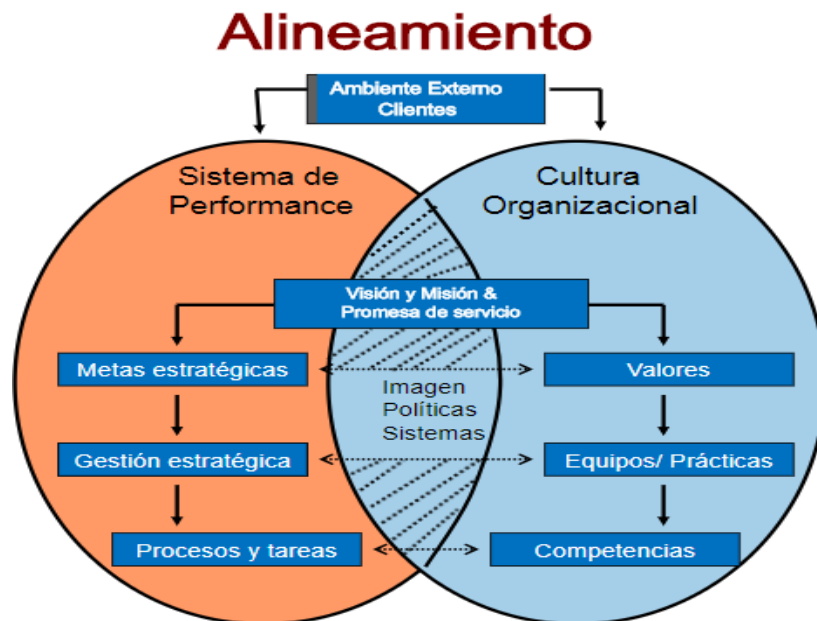 Alineamiento
Ambiente Externo
Clientes
Sistema de
Performance
Cultura
Organizacional
Visión y Misión &
Promesa de servicio
Metas estratégicas
Valores
Imagen
Políticas
Sistemas
Gestión estratégica
Equipos/ Prácticas
Procesos y tareas
Competencias